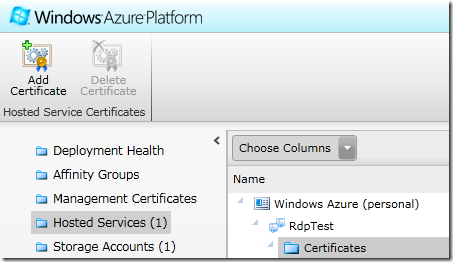 Windows Azure Platform
Add Certificate
Delete Certificate
Hosted Service Certificates
Deployment Health
Affinity Groups
Management Certificates
Hosted Services (1)
Storage Accounts (1)
Choose Columns
Name
Windows Azure (personal)
RdpTest
Certificates